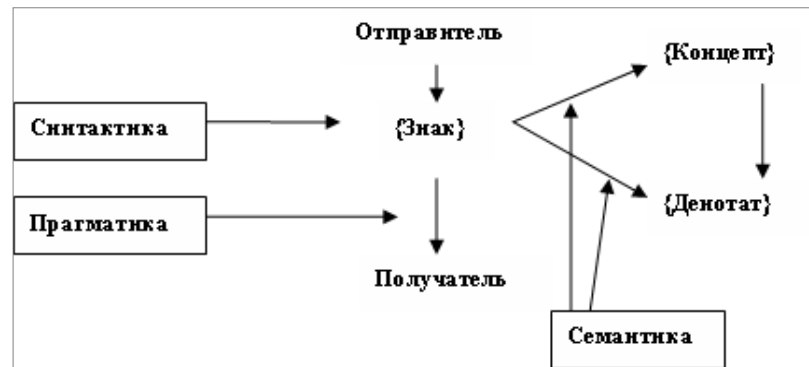 Отправитель
{Концепт}
Синтактика
{Знак}
{Денотат}
Прагматика
Получатель
Семантика